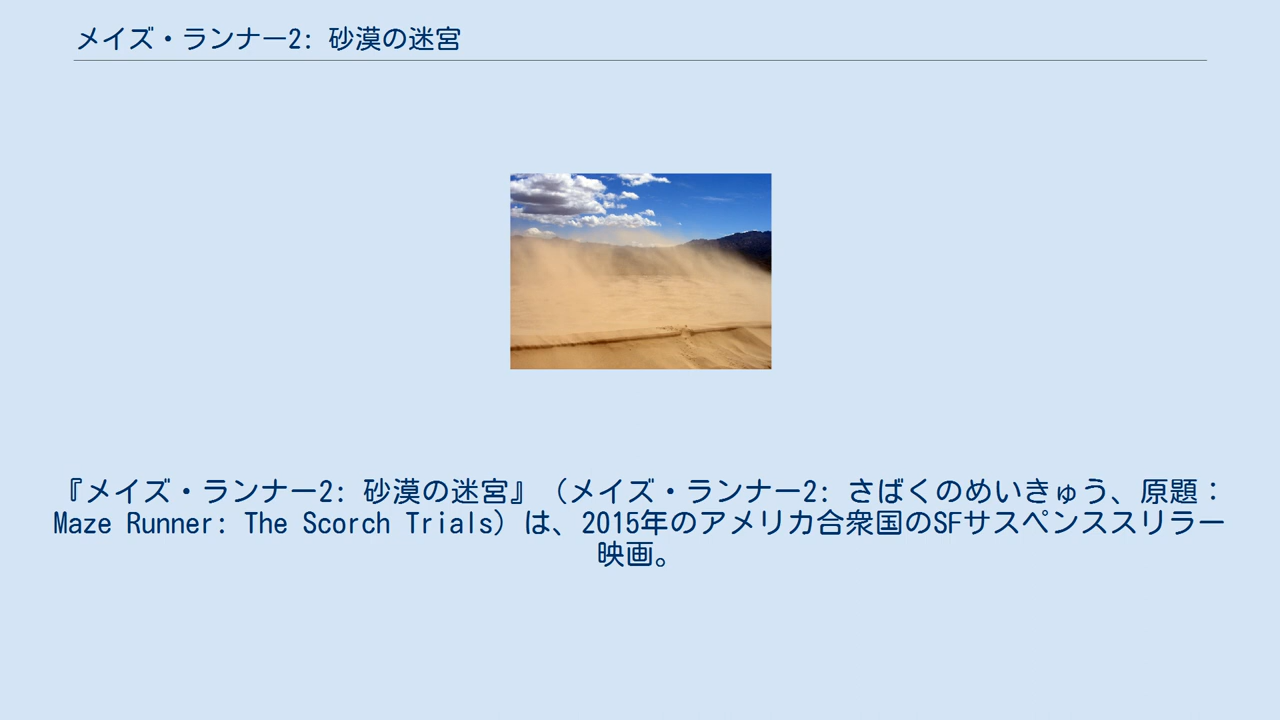 メイズ・ランナー2: 砂漠の迷宮
『メイズ・ランナー2: 砂漠の迷宮』（メイズ・ランナー2: さばくのめいきゅう、原題：
Maze Runner: The Scorch Trials）は、2015年のアメリカ合衆国のSFサスペンススリラー
映画。